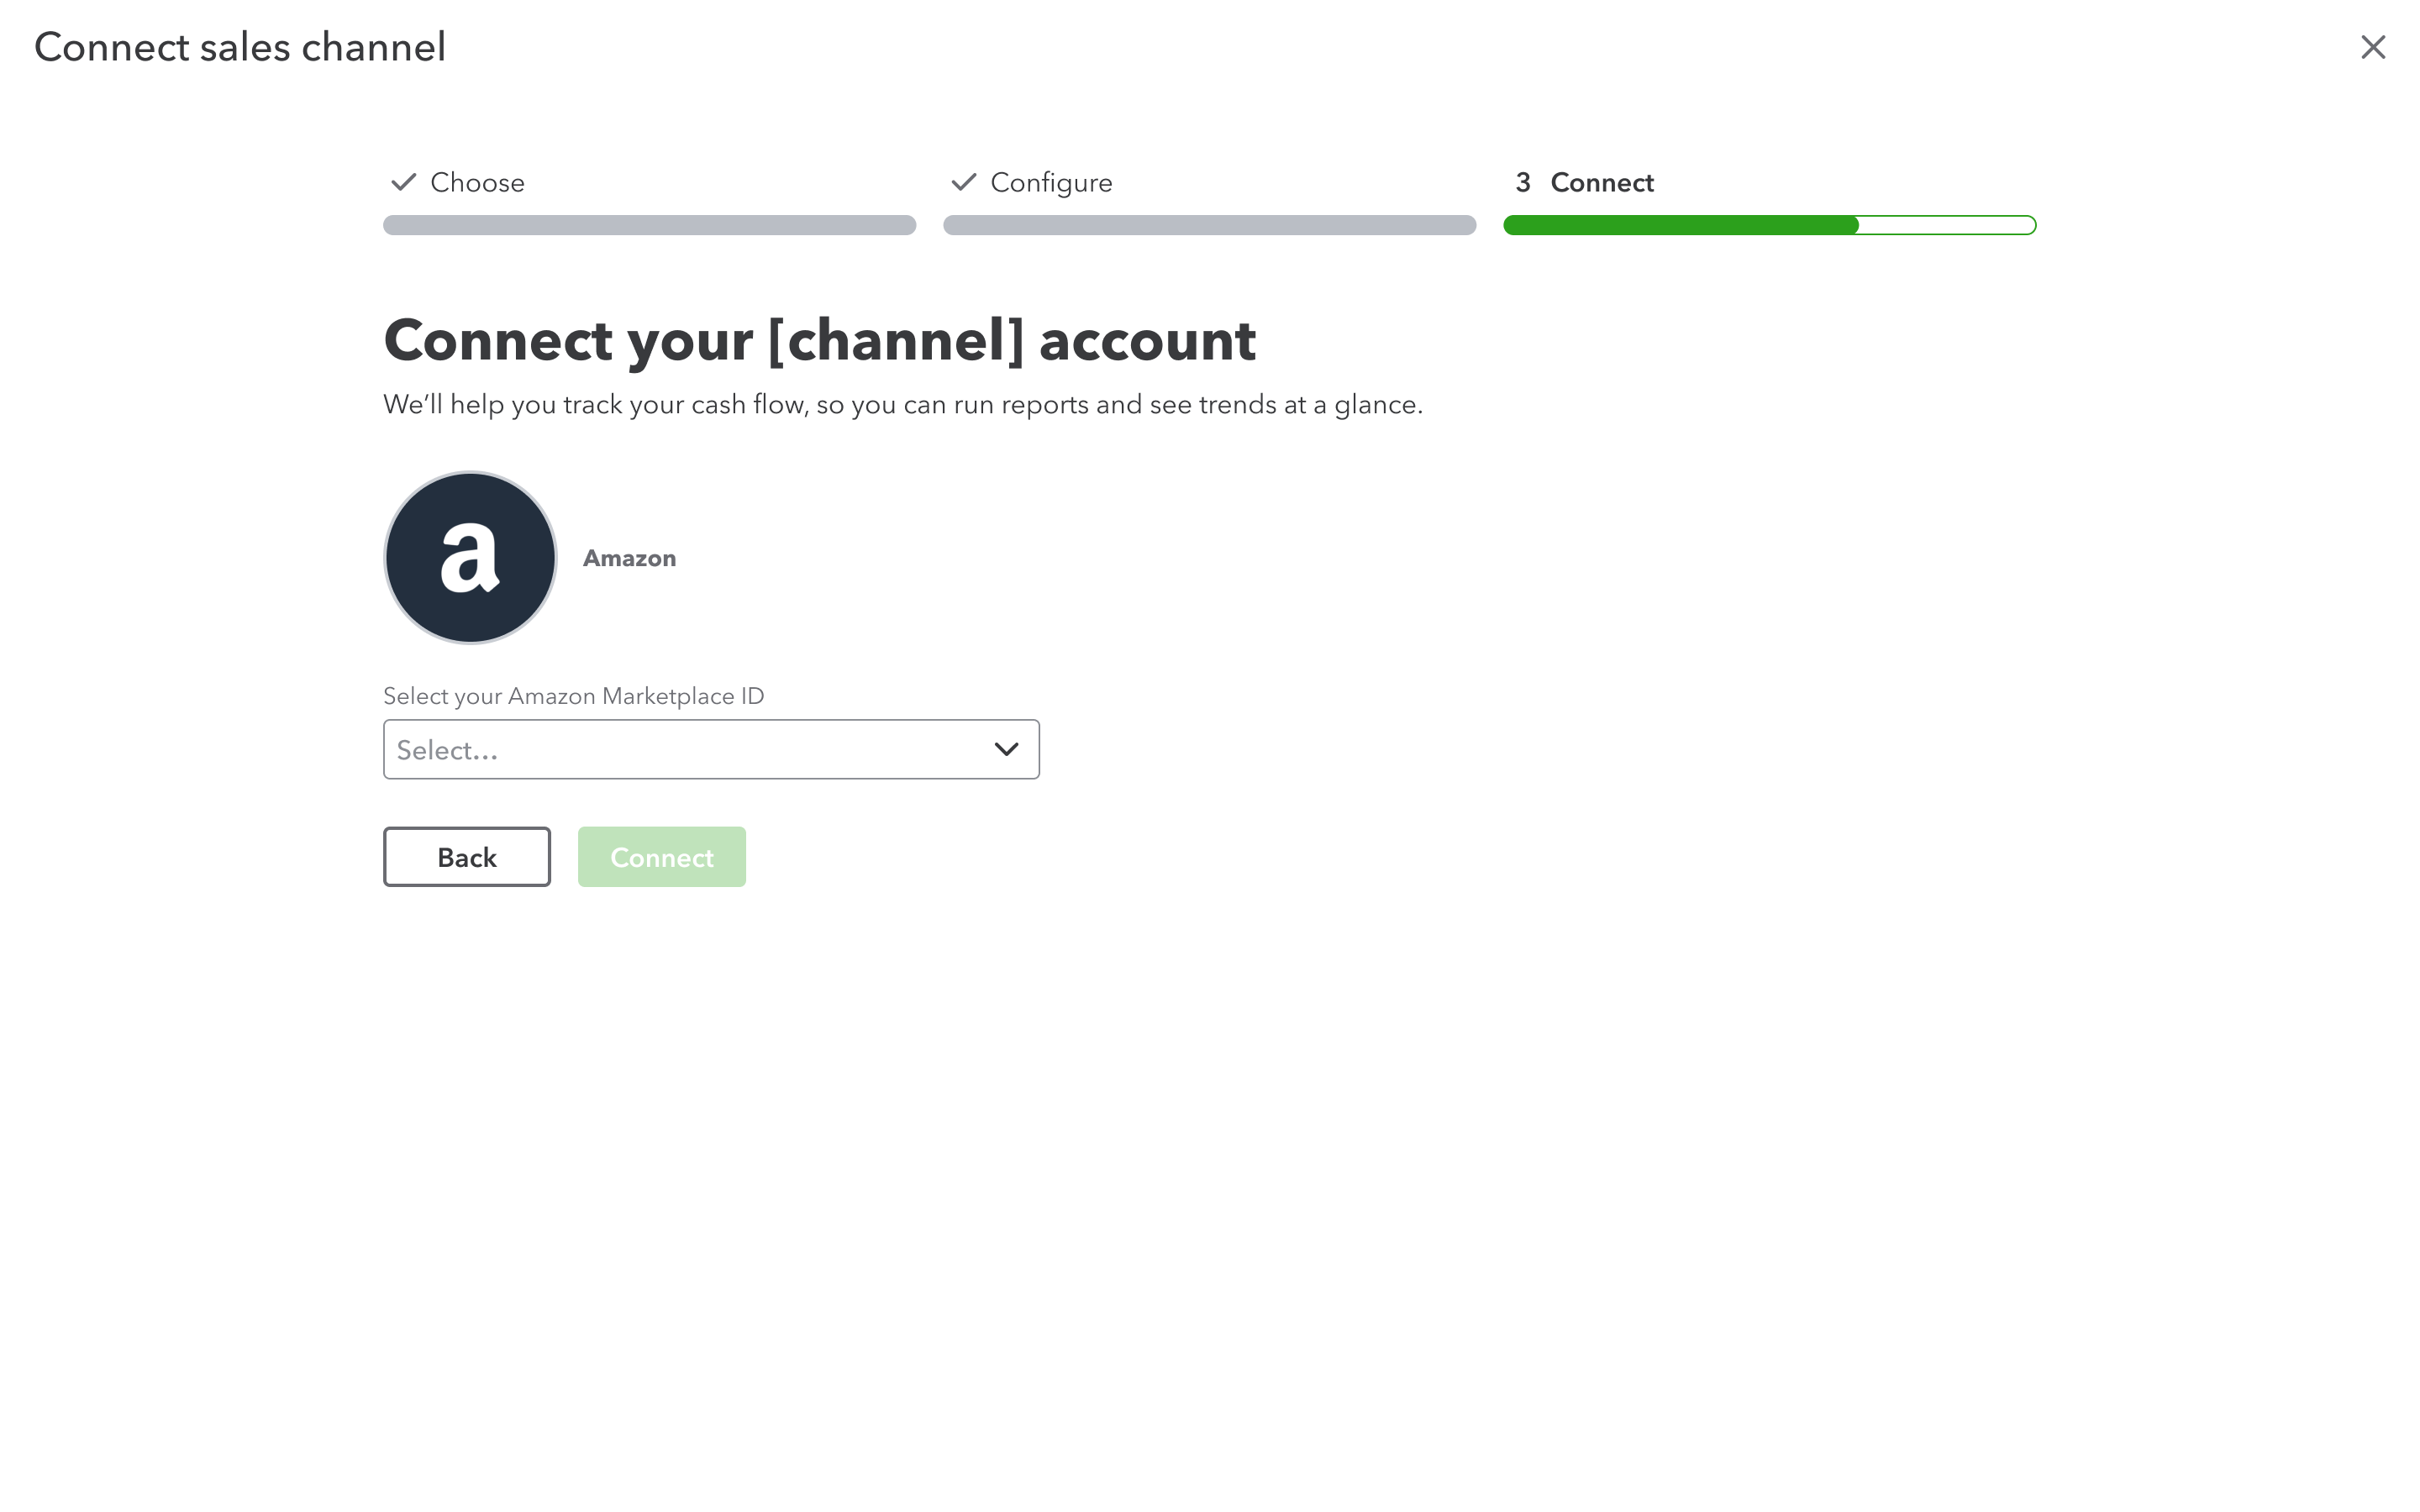 Connect sales channel
Choose
Configure
3 Connect
Connect your [channel] account
We’ll help you track your cash flow, so you can run reports and see trends at a glance.
a
Amazon
Select your Amazon Marketplace ID
Select...
Back
Connect